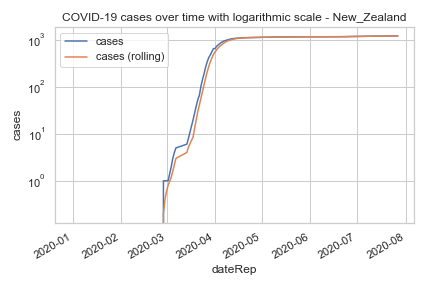 COVID-19 cases over time with logarithmic scale - New_Zealand
cases
cases (rolling)
10³
10²
10¹
10⁰
cases
2020-01
2020-02
2020-03
2020-04
2020-05
2020-06
2020-07
2020-08
dateRep